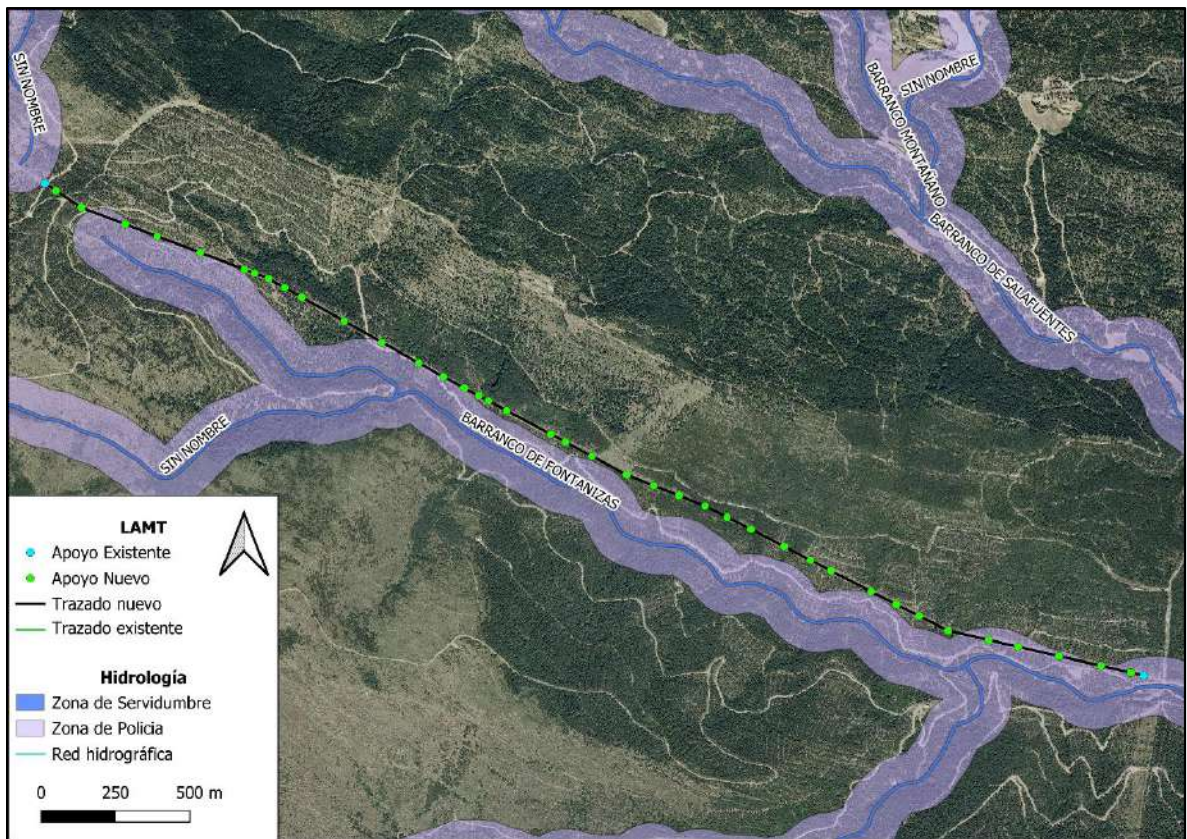 SIN NOMBRE
BARRANCO MONTAÑANO
SIN NOMBRE
BARRANCO DE SALAFUENTES
BARRANCO DE FONTANIZAS
SIN NOMBRE
LAMT
Apoyo Existente
Apoyo Nuevo
Trazado nuevo
Trazado existente
Hidrología
Zona de Servidumbre
Zona de Policia
Red hidrográfica
0 250 500 m